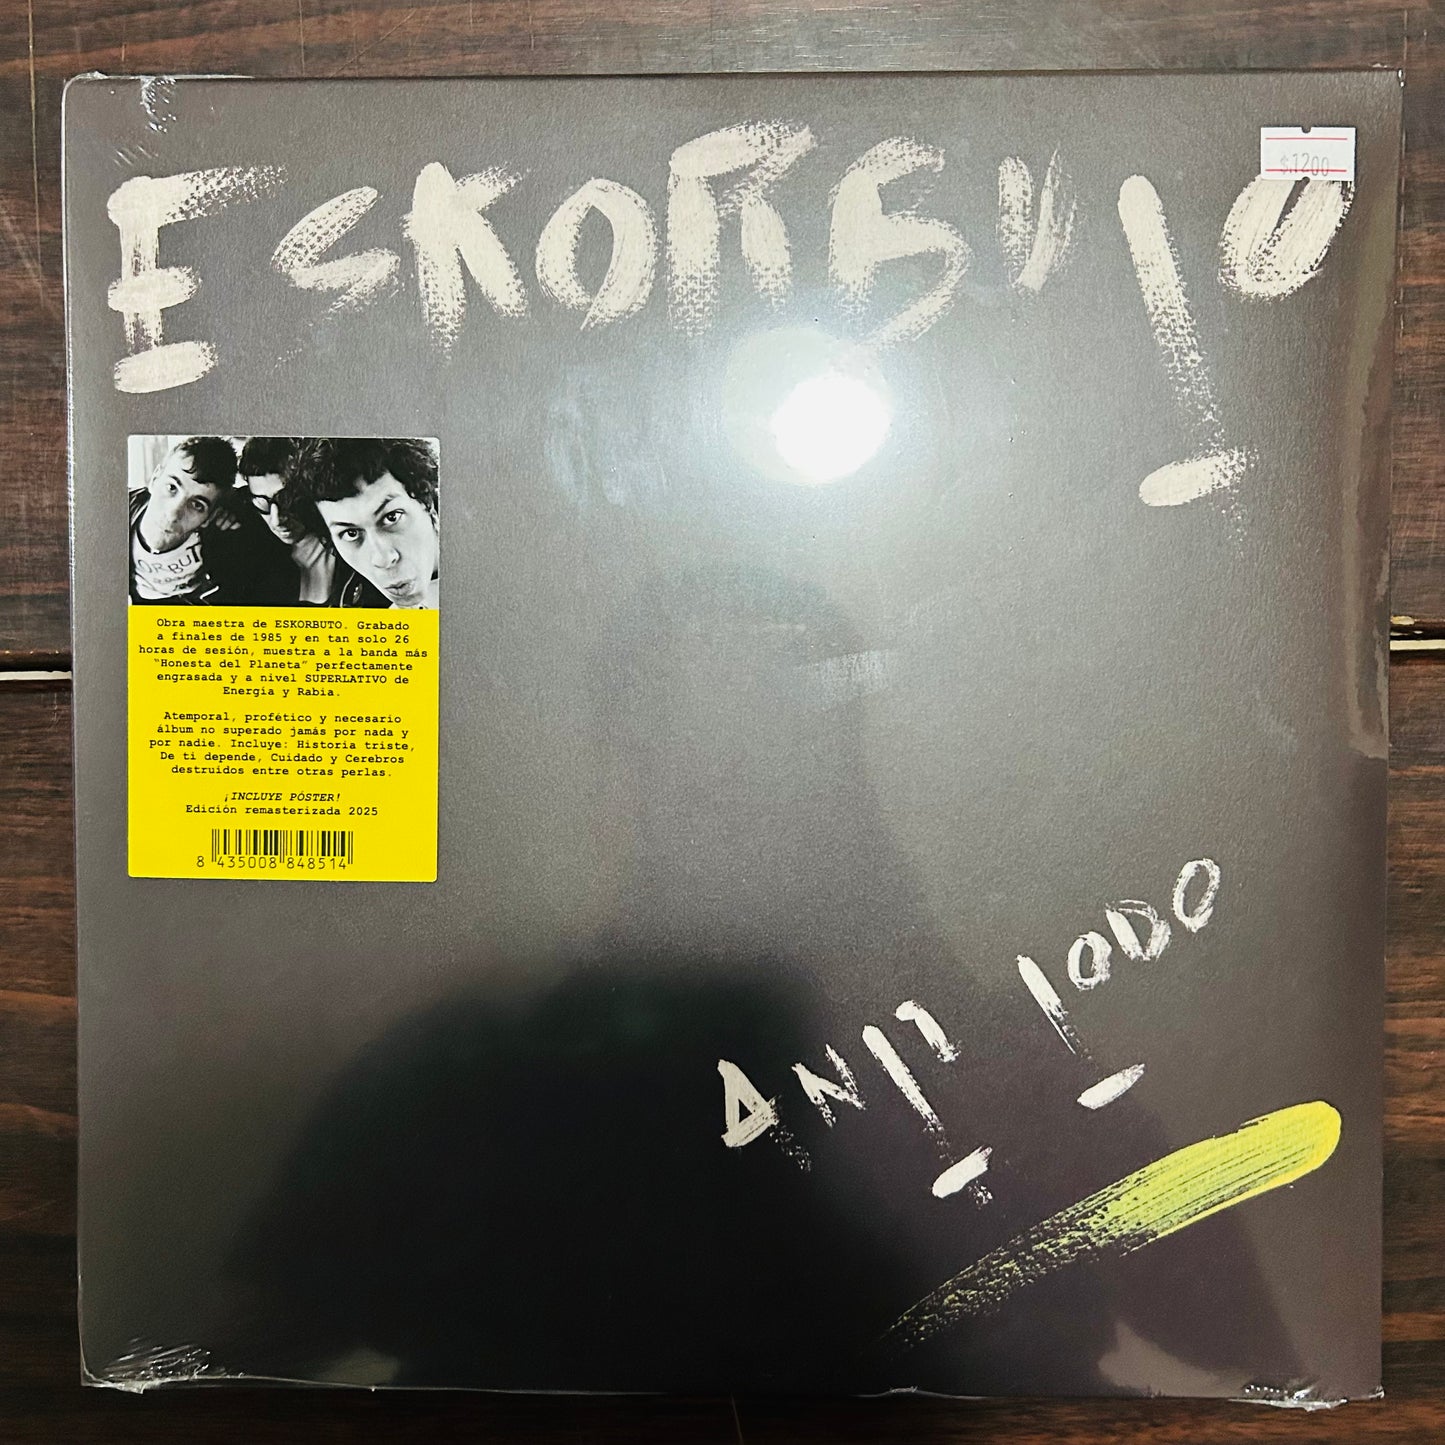 ESKORBUTO
$1200
ORBUT
Obra maestra de ESKORBUTO. Grabado
a finales de 1985 y en tan solo 26
horas de sesión, muestra a la banda más
"Honesta del Planeta" perfectamente
engrasada y a nivel SUPERLATIVO de
Energía y Rabia.
Atemporal, profético y necesario
álbum no superado jamás por nada y
por nadie. Incluye: Historia triste,
De ti depende, Cuidado y Cerebros
destruidos entre otras perlas.
¡INCLUYE PÓSTER!
Edición remasterizada 2025
8 435008 848514
ANTI TODO